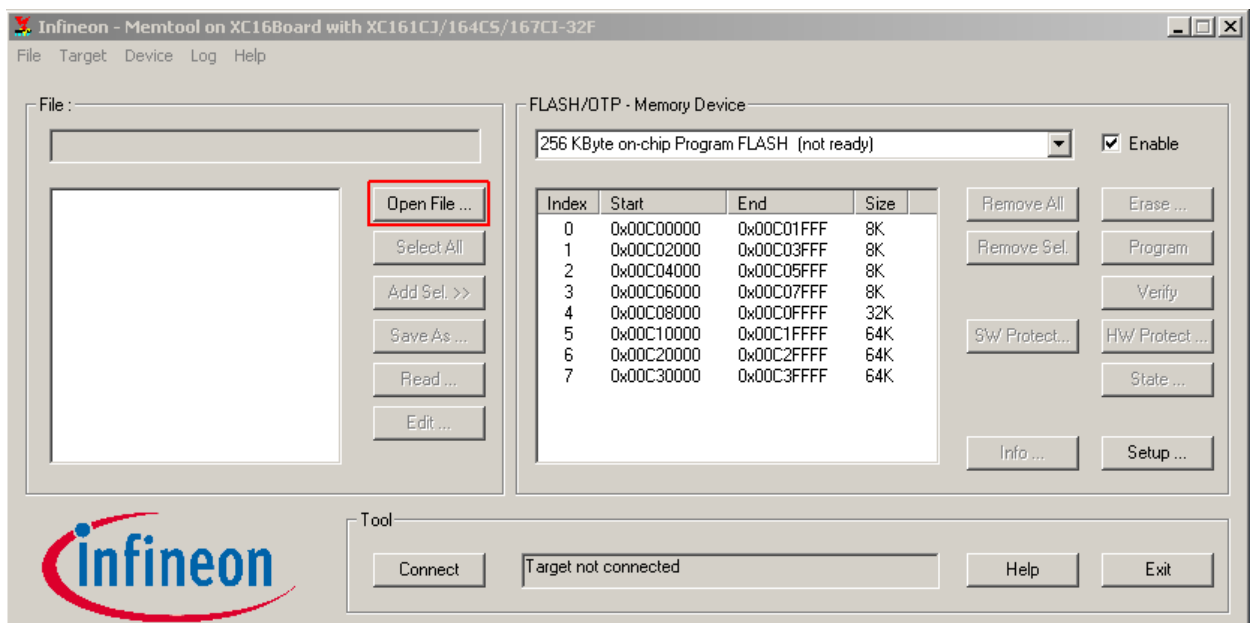 Infineon - Memtool on XC16Board with XC161CJ/164CS/167CI-32F
File Target Device Log Help
File :
Open File ...
Select All
Add Sel. >>
Save As ...
Read ...
Edit ...
FLASH/OTP - Memory Device
256 KByte on-chip Program FLASH (not ready)
Enable
Index Start End Size
0 0x00C00000 0x00C01FFF 8K
1 0x00C02000 0x00C03FFF 8K
2 0x00C04000 0x00C05FFF 8K
3 0x00C06000 0x00C07FFF 8K
4 0x00C08000 0x00C0FFFF 32K
5 0x00C10000 0x00C1FFFF 64K
6 0x00C20000 0x00C2FFFF 64K
7 0x00C30000 0x00C3FFFF 64K
Remove All
Remove Sel.
SW Protect...
Info ...
Erase ...
Program
Verify
HW Protect ...
State ...
Setup ...
infineon
Tool
Connect
Target not connected
Help
Exit